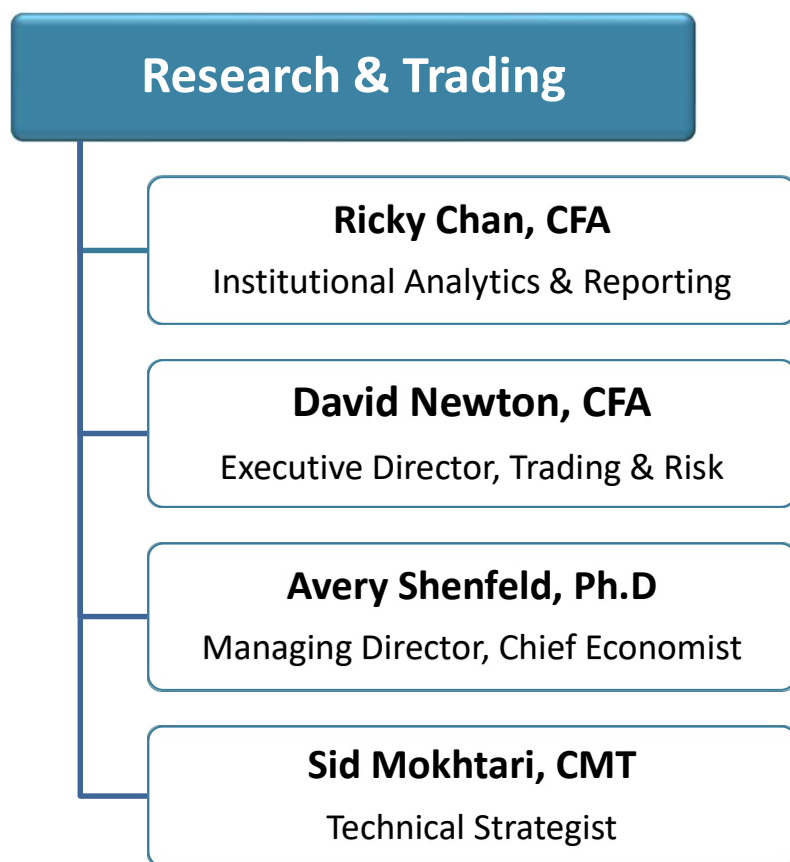 Research & Trading
Ricky Chan, CFA
Institutional Analytics & Reporting
David Newton, CFA
Executive Director, Trading & Risk
Avery Shenfeld, Ph.D
Managing Director, Chief Economist
Sid Mokhtari, CMT
Technical Strategist